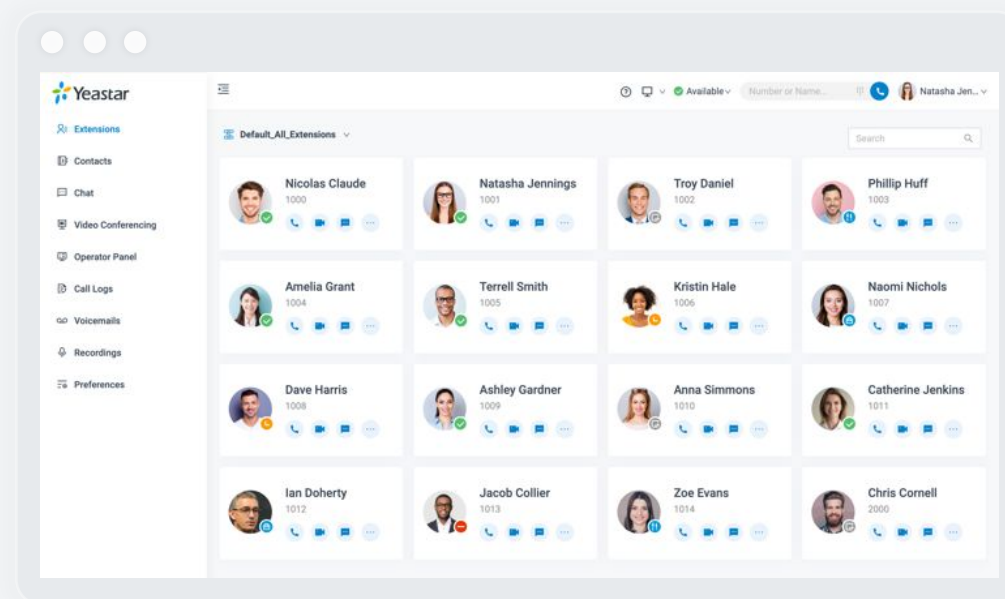 Yeastar
Available
Number or Name...
Natasha Jen...
Extensions
Contacts
Chat
Video Conferencing
Operator Panel
Call Logs
Voicemails
Recordings
Preferences
Default_All_Extensions
Search
Nicolas Claude
1000
Natasha Jennings
1001
Troy Daniel
1002
Phillip Huff
1003
Amelia Grant
1004
Terrell Smith
1005
Kristin Hale
1006
Naomi Nichols
1007
Dave Harris
1008
Ashley Gardner
1009
Anna Simmons
1010
Catherine Jenkins
1011
Ian Doherty
1012
Jacob Collier
1013
Zoe Evans
1014
Chris Cornell
2000